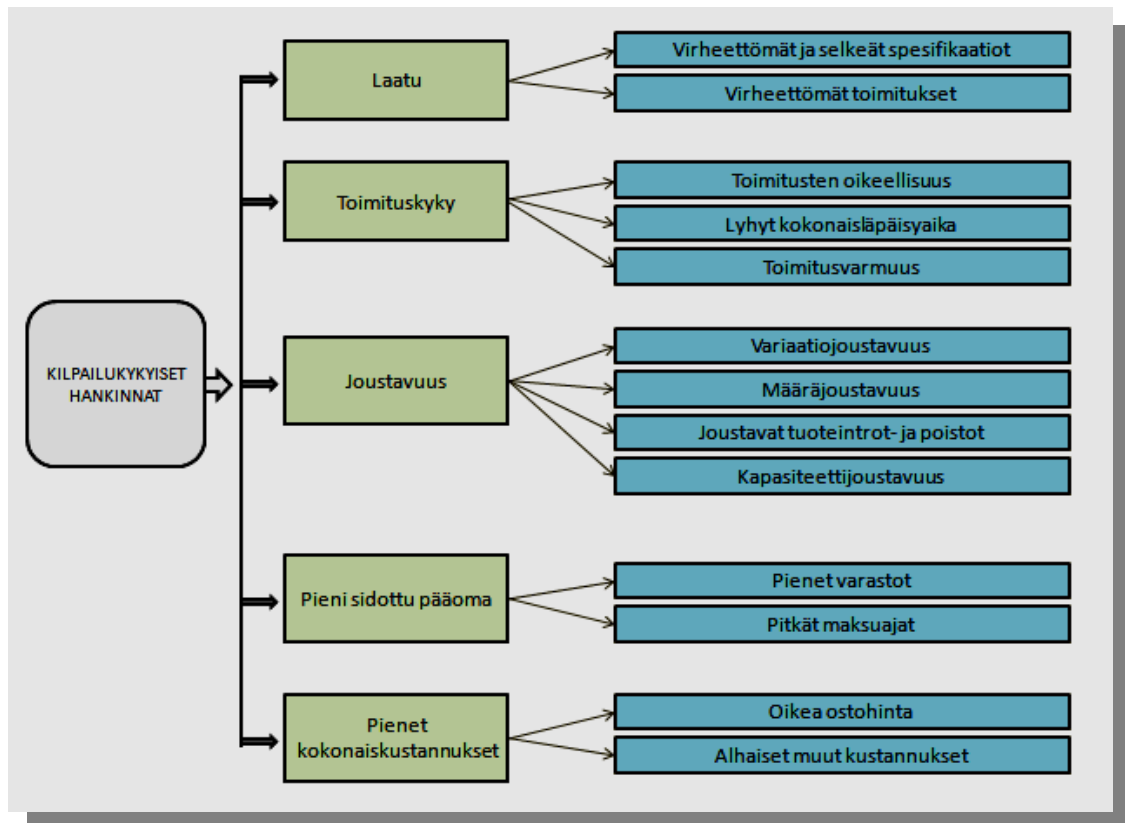 KILPAILUKYKYISET
HANKINNAT
Laatu
Virheettömät ja selkeät spesifikaatiot
Virheettömät toimitukset
Toimituskyky
Toimitusten oikeellisuus
Lyhyt kokonaisläpäisyaika
Toimitusvarmuus
Joustavuus
Variaatiojoustavuus
Määräjoustavuus
Joustavat tuoteintrot- ja poistot
Kapasiteettijoustavuus
Pieni sidottu pääoma
Pienet varastot
Pitkät maksuajat
Pienet
kokonaiskustannukset
Oikea ostohinta
Alhaiset muut kustannukset